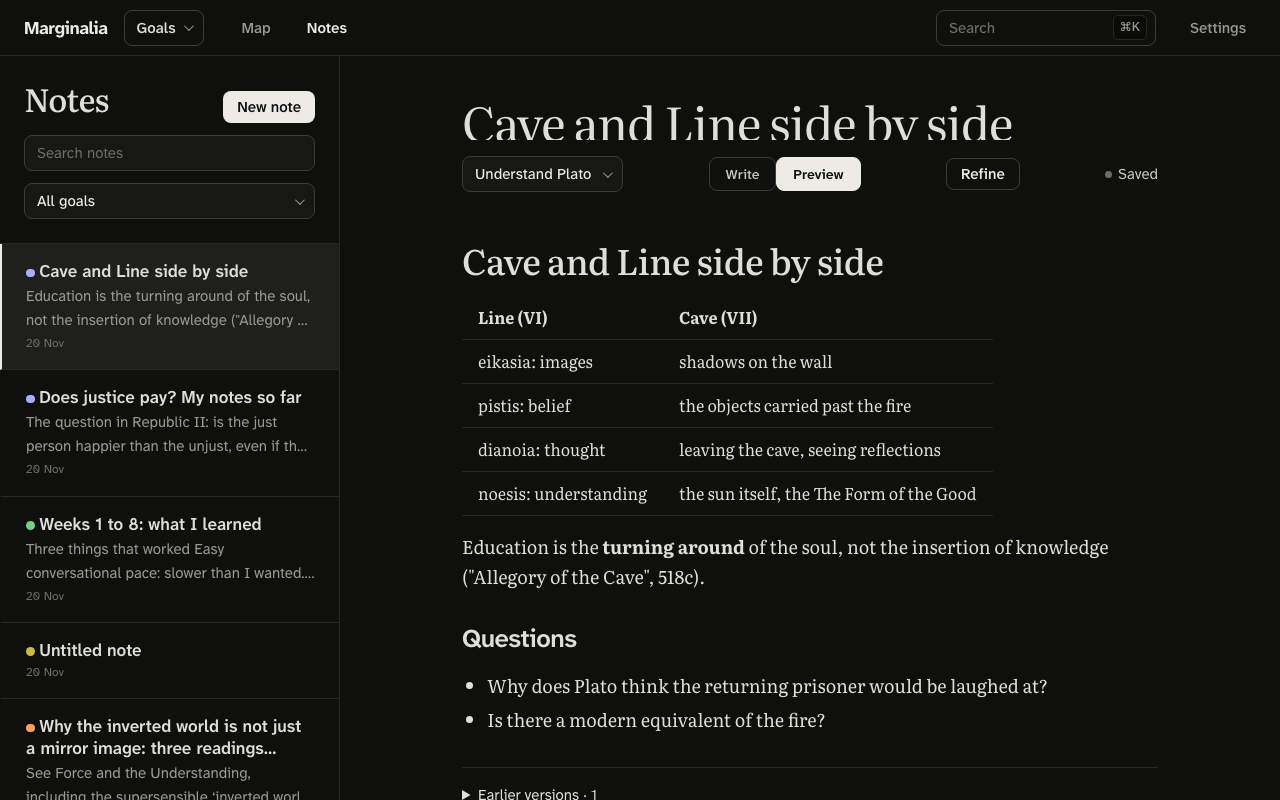 Marginalia
Goals
Map
Notes
Search
⌘K
Settings
Notes
New note
Search notes
All goals
Cave and Line side by side
Education is the turning around of the soul,
not the insertion of knowledge ("Allegory ...
20 Nov
Does justice pay? My notes so far
The question in Republic II: is the just
person happier than the unjust, even if th...
20 Nov
Weeks 1 to 8: what I learned
Three things that worked Easy
conversational pace: slower than I wanted....
20 Nov
Untitled note
20 Nov
Why the inverted world is not just
a mirror image: three readings...
See Force and the Understanding,
including the supersensible ‘inverted worl
Cave and Line side by side
Understand Plato
Write
Preview
Refine
Saved
Cave and Line side by side
Line (VI) Cave (VII)
eikasia: images shadows on the wall
pistis: belief the objects carried past the fire
dianoia: thought leaving the cave, seeing reflections
noesis: understanding the sun itself, the The Form of the Good
Education is the turning around of the soul, not the insertion of knowledge
("Allegory of the Cave", 518c).
Questions
Why does Plato think the returning prisoner would be laughed at?
Is there a modern equivalent of the fire?
Earlier versions · 1